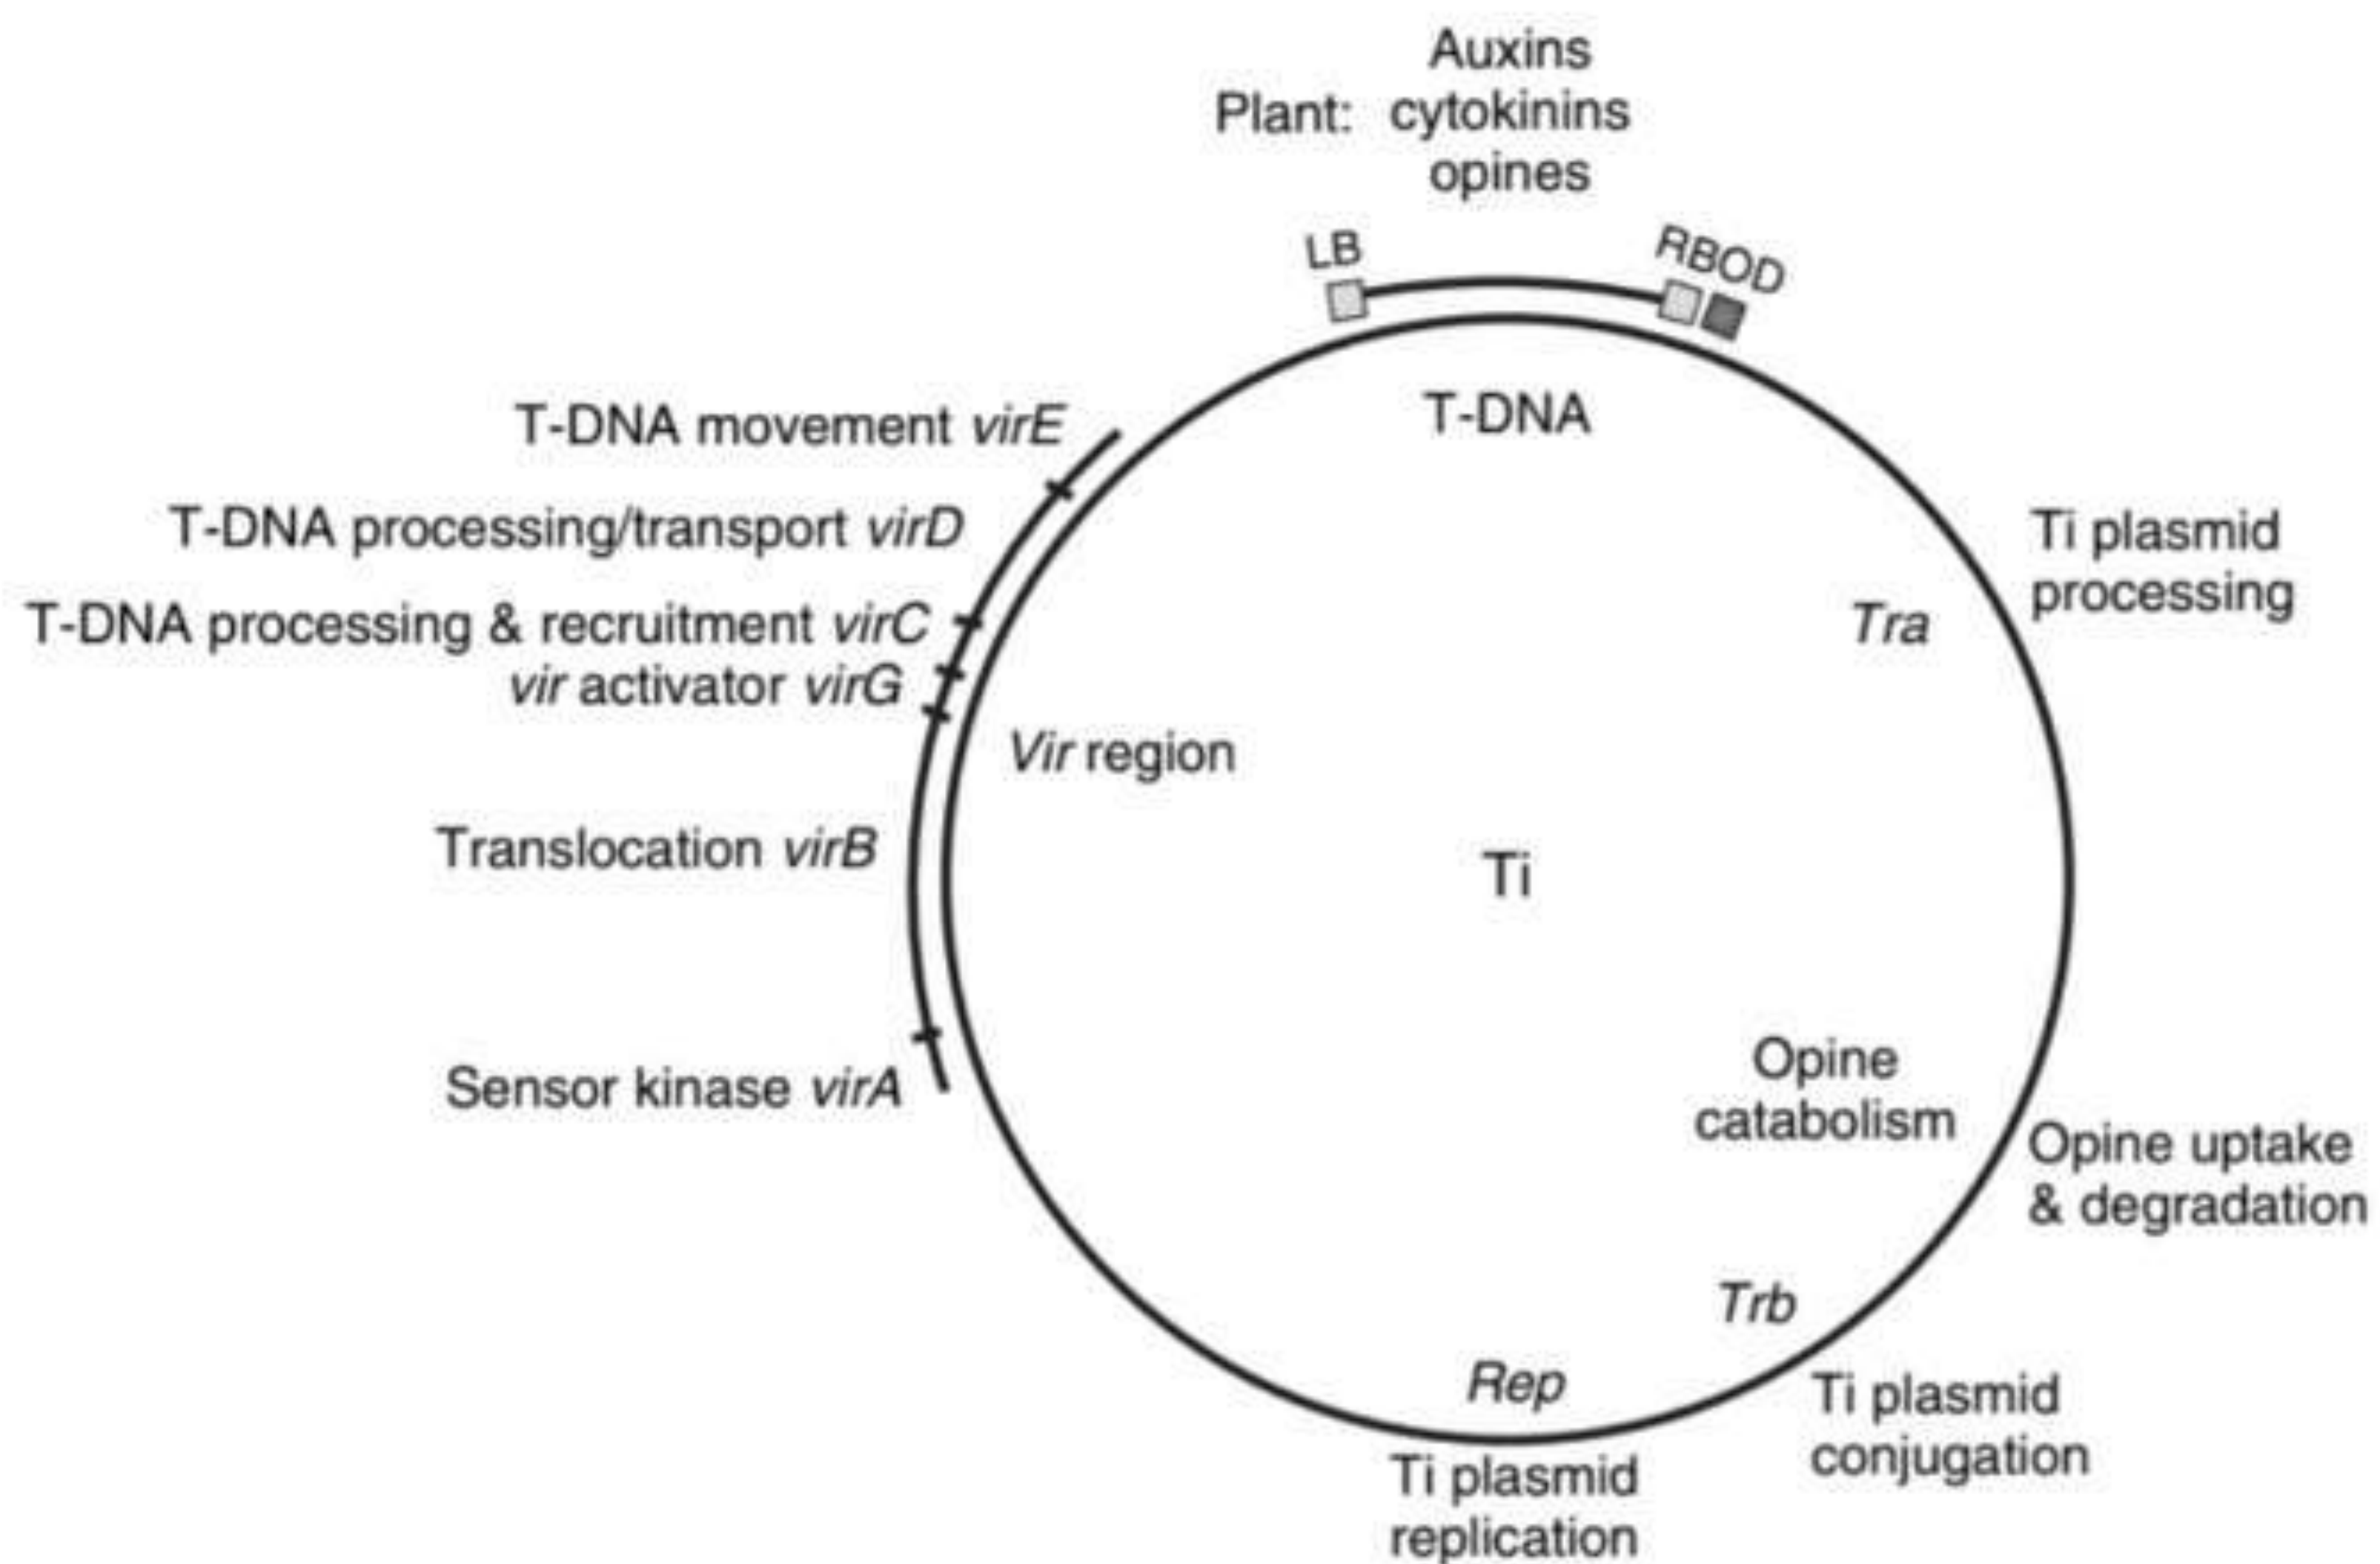 Auxins
Plant: cytokinins
opines
LB
RBOD
T-DNA
T-DNA movement virE
T-DNA processing/transport virD
T-DNA processing & recruitment virC
vir activator virG
Vir region
Translocation virB
Sensor kinase virA
Ti
Ti plasmid
processing
Tra
Opine
catabolism
Opine uptake
& degradation
Trb
Ti plasmid
conjugation
Rep
Ti plasmid
replication